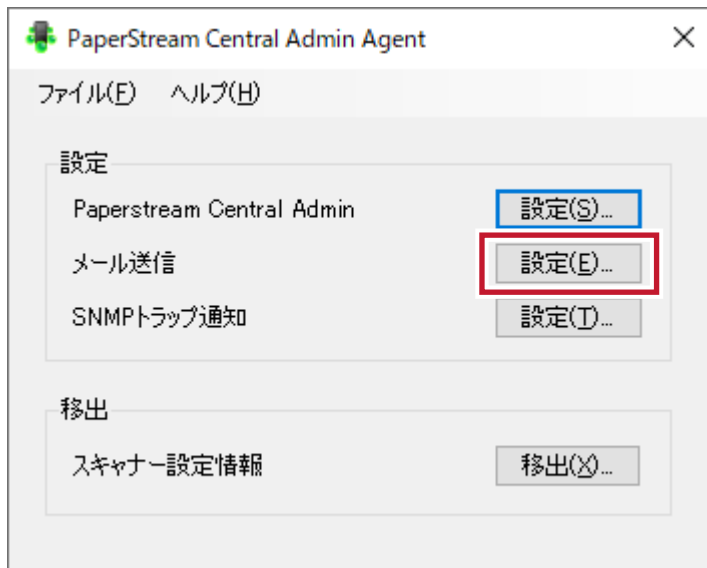 PaperStream Central Admin Agent
ファイル(F) ヘルプ(H)
設定
Paperstream Central Admin 設定(S)...
メール送信 設定(E)...
SNMPトラップ通知 設定(T)...
移出
スキャナー設定情報 移出(X)...